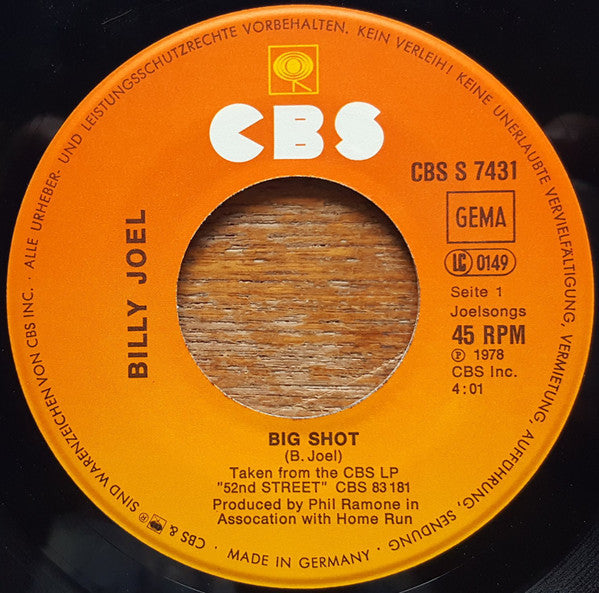 CBS
CBS S 7431
GEMA
LC 0149
Seite 1
Joelsongs
45 RPM
℗ 1978
CBS Inc.
4:01
BILLY JOEL
BIG SHOT
(B. Joel)
Taken from the CBS LP
"52nd STREET" CBS 83 181
Produced by Phil Ramone in
Assocation with Home Run
CBS & ® SIND WARENZEICHEN VON CBS INC. · ALLE URHEBER- UND LEISTUNGSSCHUTZRECHTE VORBEHALTEN. KEIN VERLEIH! KEINE UNERLAUBTE VERVIELFÄLTIGUNG, VERMIETUNG, AUFFÜHRUNG, SENDUNG · MADE IN GERMANY ·